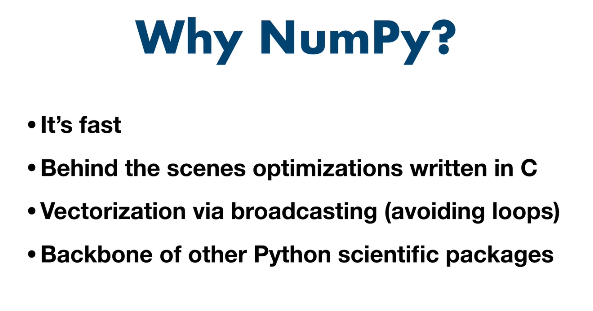 Why NumPy?
• It’s fast
• Behind the scenes optimizations written in C
• Vectorization via broadcasting (avoiding loops)
• Backbone of other Python scientific packages